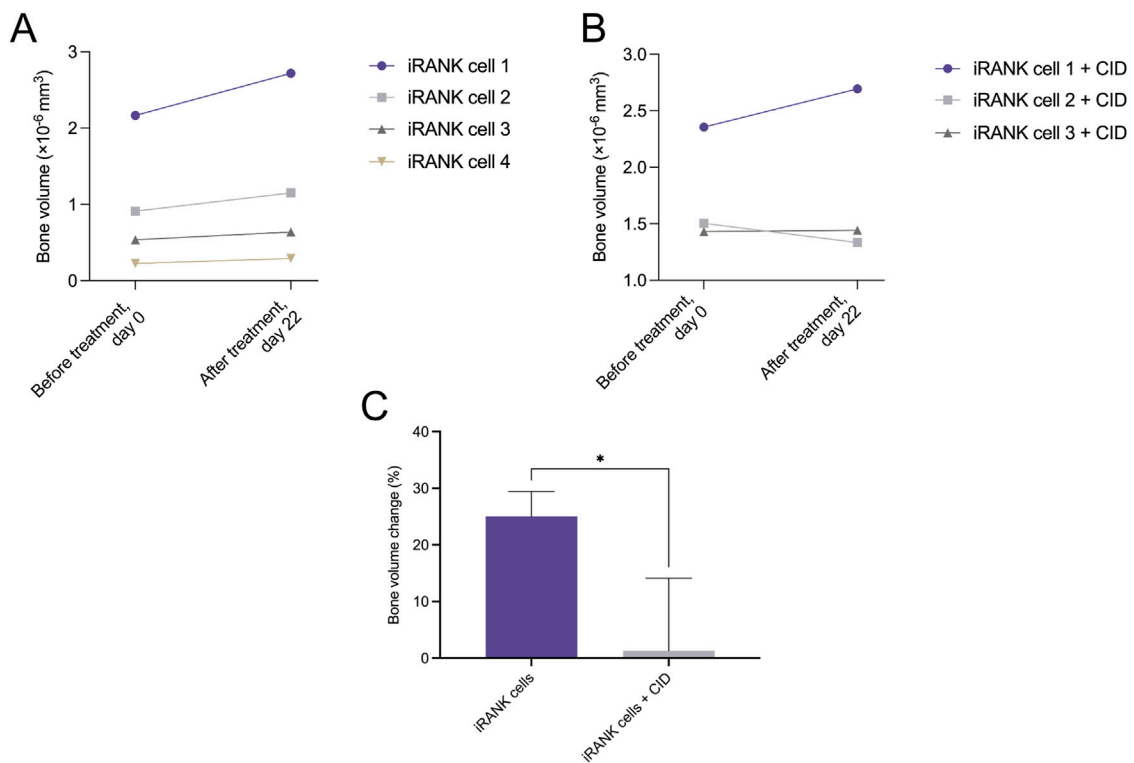 A
Bone volume (×10⁻⁶ mm³)
3
2
1
0
Before treatment,
day 0
After treatment,
day 22
iRANK cell 1
iRANK cell 2
iRANK cell 3
iRANK cell 4
B
Bone volume (×10⁻⁶ mm³)
3.0
2.5
2.0
1.5
1.0
Before treatment,
day 0
After treatment,
day 22
iRANK cell 1 + CID
iRANK cell 2 + CID
iRANK cell 3 + CID
C
Bone volume change (%)
40
30
20
10
0
*
iRANK cells
iRANK cells + CID